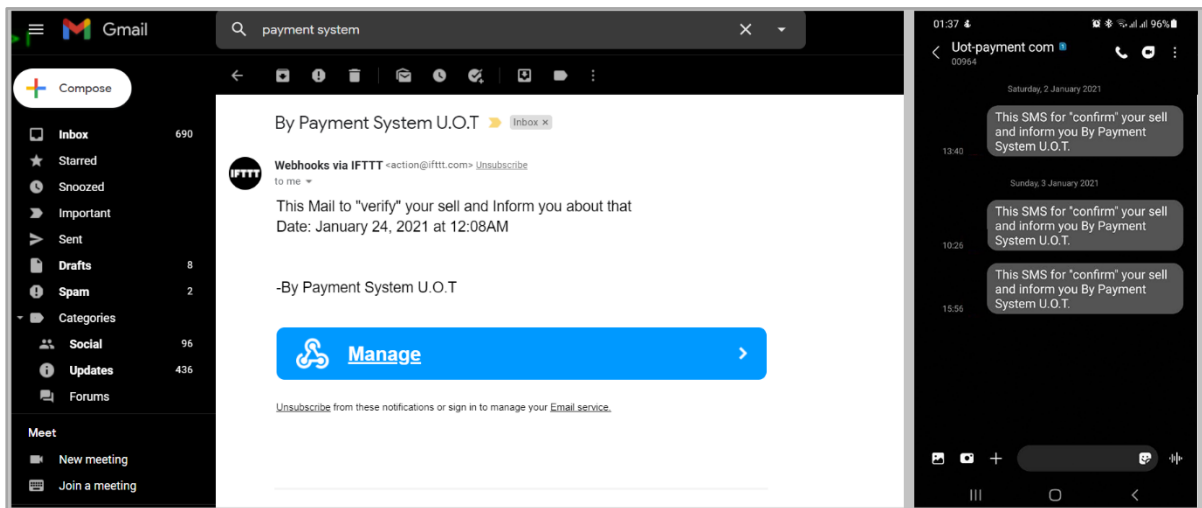 Gmail
payment system
Compose
Inbox 690
Starred
Snoozed
Important
Sent
Drafts 8
Spam 2
Categories
Social 96
Updates 436
Forums
Meet
New meeting
Join a meeting
By Payment System U.O.T Inbox ×
IFTTT
Webhooks via IFTTT <action@ifttt.com> Unsubscribe
to me
This Mail to "verify" your sell and Inform you about that
Date: January 24, 2021 at 12:08AM
-By Payment System U.O.T
Manage
Unsubscribe from these notifications or sign in to manage your Email service.
01:37 96%
Uot-payment com
00964
Saturday, 2 January 2021
This SMS for "confirm" your sell
and inform you By Payment
System U.O.T.
13:40
Sunday, 3 January 2021
This SMS for "confirm" your sell
and inform you By Payment
System U.O.T.
10:26
This SMS for "confirm" your sell
and inform you By Payment
System U.O.T.
15:56